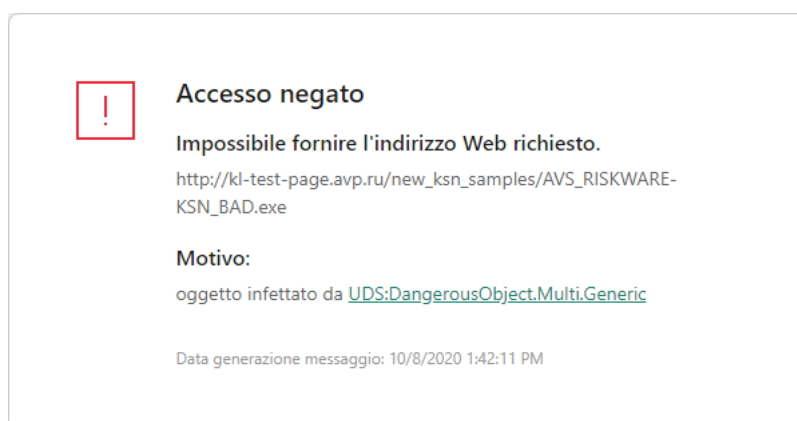 !
Accesso negato
Impossibile fornire l'indirizzo Web richiesto.
http://kl-test-page.avp.ru/new_ksn_samples/AVS_RISKWARE-
KSN_BAD.exe
Motivo:
oggetto infettato da UDS:DangerousObject.Multi.Generic
Data generazione messaggio: 10/8/2020 1:42:11 PM